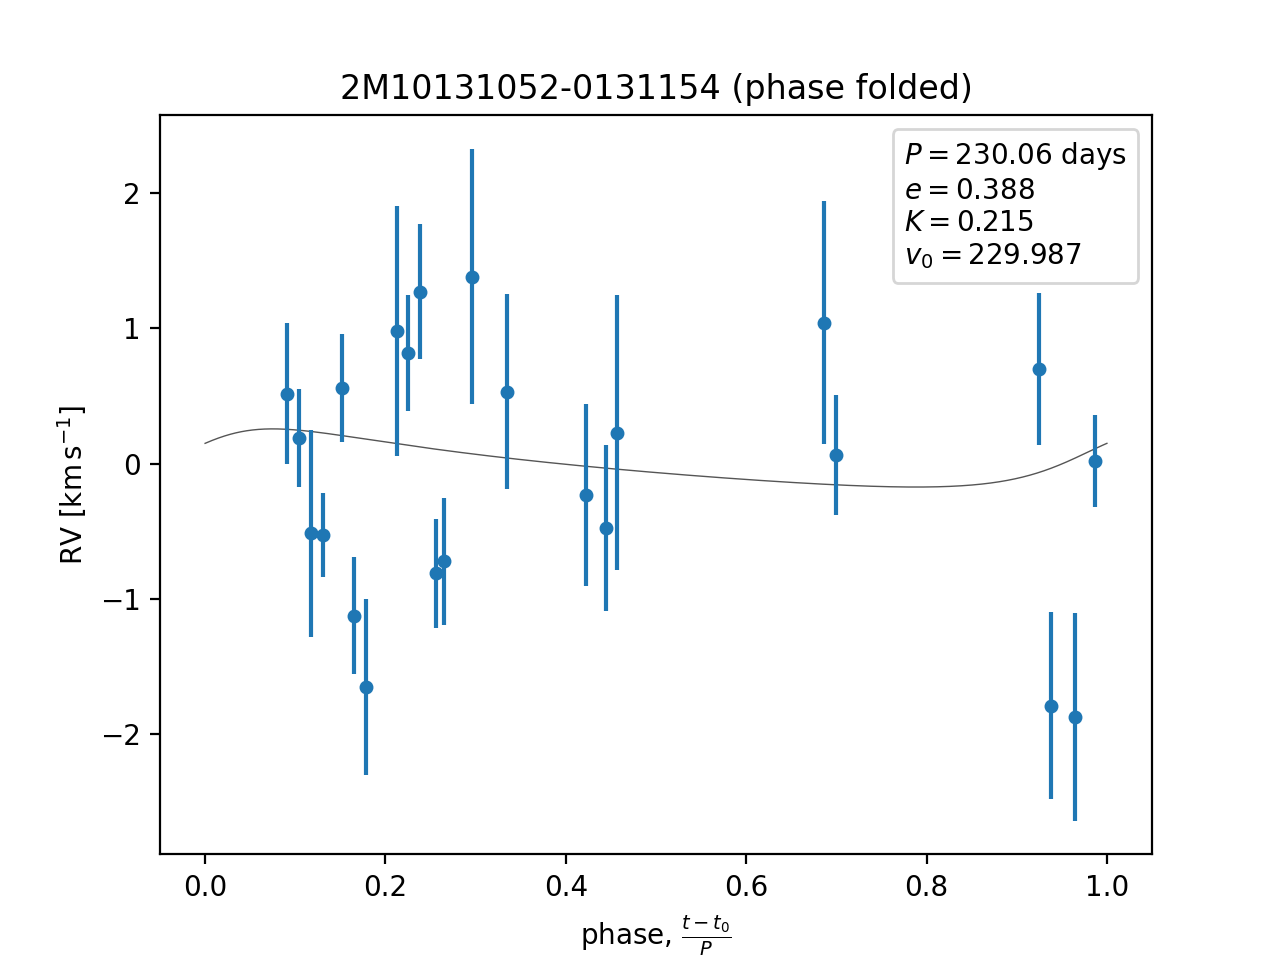 2M10131052-0131154 (phase folded)
P = 230.06 days
e = 0.388
K = 0.215
v₀ = 229.987
2
1
0
−1
−2
RV [km s⁻¹]
0.0 0.2 0.4 0.6 0.8 1.0
phase, (t − t₀)/P